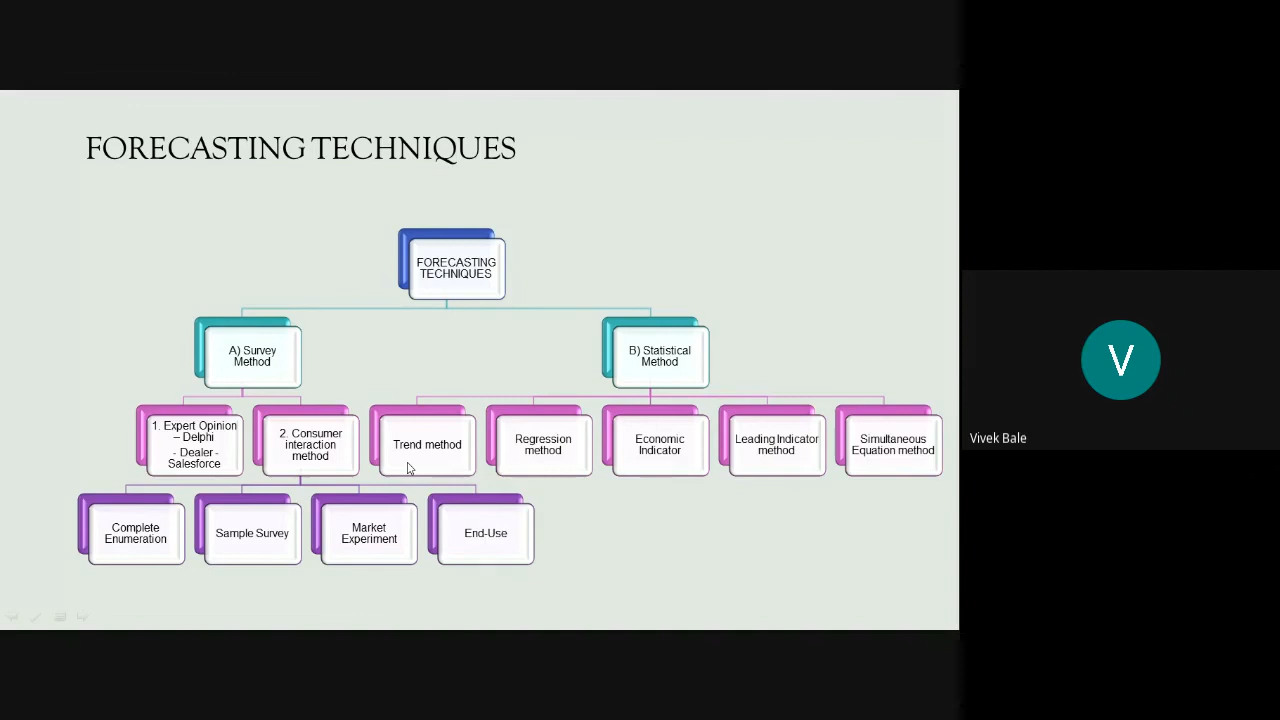 FORECASTING TECHNIQUES
FORECASTING
TECHNIQUES
A) Survey
Method
B) Statistical
Method
1. Expert Opinion
– Delphi
- Dealer -
Salesforce
2. Consumer
interaction
method
Trend method
Regression
method
Economic
Indicator
Leading Indicator
method
Simultaneous
Equation method
Complete
Enumeration
Sample Survey
Market
Experiment
End-Use
V
Vivek Bale